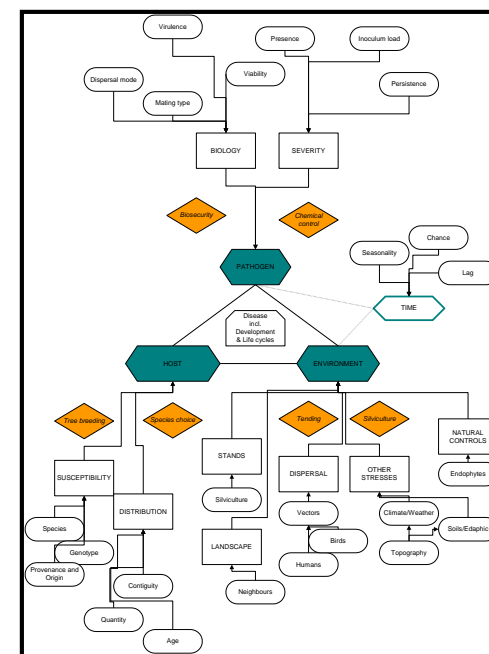 Virulence
Presence
Inoculum load
Dispersal mode
Viability
Persistence
Mating type
BIOLOGY
SEVERITY
Biosecurity
Chemical
control
Chance
Seasonality
PATHOGEN
Lag
TIME
Disease
incl.
Development
& Life cycles
HOST
ENVIRONMENT
Tree breeding
Species choice
Tending
Silviculture
NATURAL
CONTROLS
STANDS
SUSCEPTIBILITY
DISPERSAL
OTHER
STRESSES
Endophytes
Silviculture
DISTRIBUTION
Species
Vectors
Climate/Weather
Soils/Edaphic
Genotype
LANDSCAPE
Birds
Topography
Provenance and
Origin
Humans
Contiguity
Neighbours
Quantity
Age